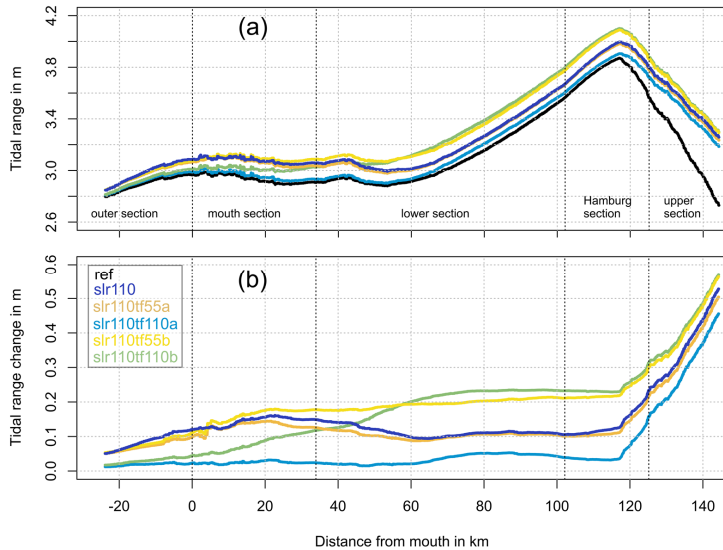 (a)
4.2
3.8
3.4
3.0
2.6
Tidal range in m
outer section
mouth section
lower section
Hamburg
section
upper
section
(b)
0.6
0.5
0.4
0.3
0.2
0.1
0.0
Tidal range change in m
ref
slr110
slr110tf55a
slr110tf110a
slr110tf55b
slr110tf110b
-20 0 20 40 60 80 100 120 140
Distance from mouth in km